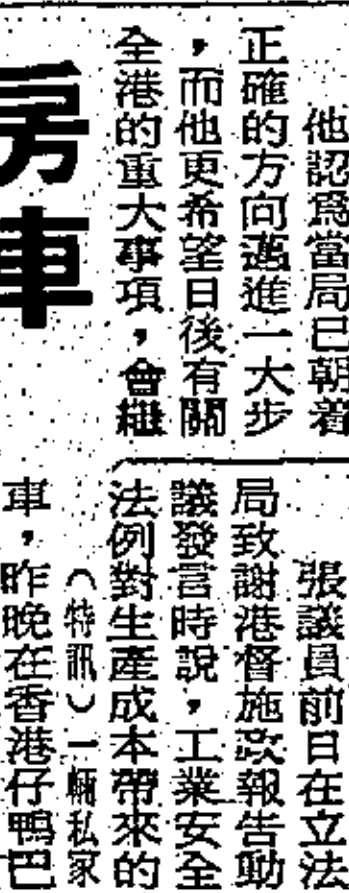 他認爲當局已朝着
正確的方向邁進一大步
，而他更希望日後有關
全港的重大事項，會繼
房車
張議員前日在立法
局致謝港督施政報告動
議發言時說，工業安全
法例對生產成本帶來的
（特訊）一輛私家
車，昨晚在香港仔鴨巴